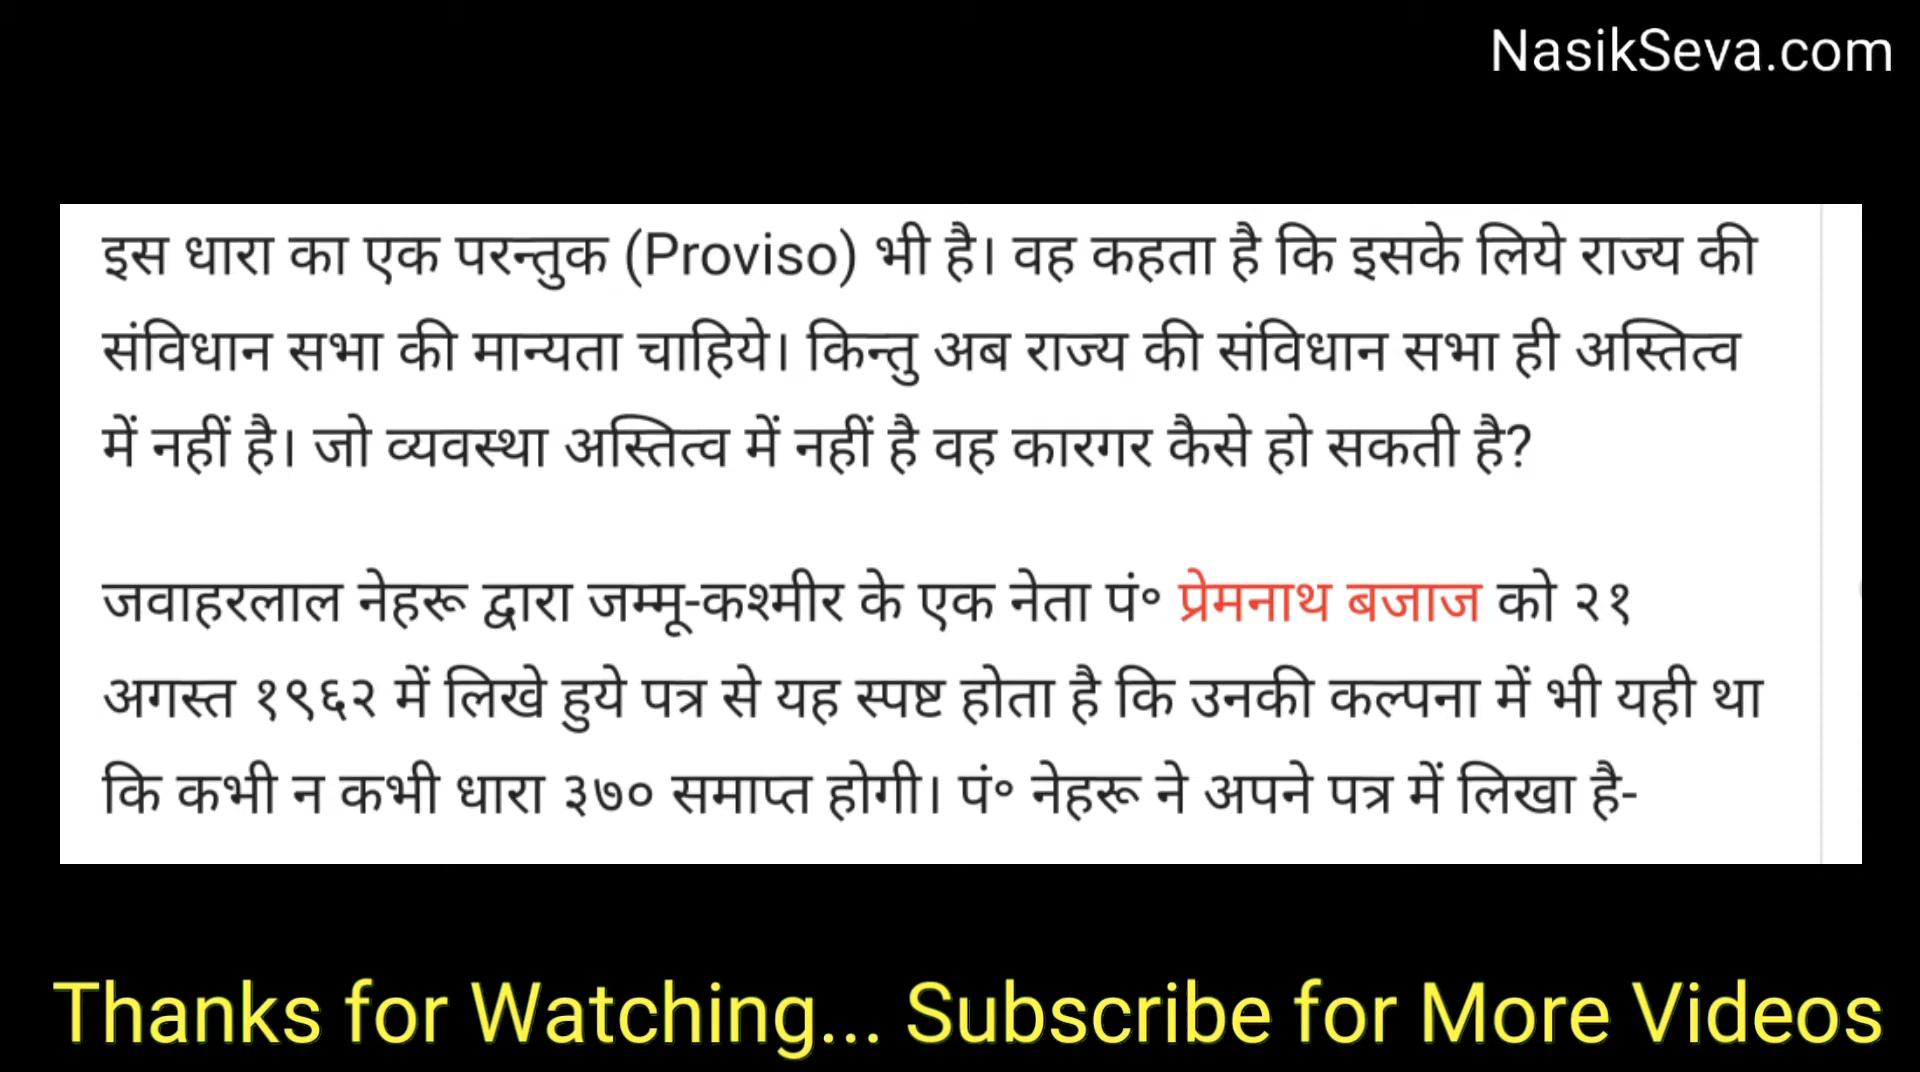 NasikSeva.com
इस धारा का एक परन्तुक (Proviso) भी है। वह कहता है कि इसके लिये राज्य की
संविधान सभा की मान्यता चाहिये। किन्तु अब राज्य की संविधान सभा ही अस्तित्व
में नहीं है। जो व्यवस्था अस्तित्व में नहीं है वह कारगर कैसे हो सकती है?
जवाहरलाल नेहरू द्वारा जम्मू-कश्मीर के एक नेता पं॰ प्रेमनाथ बजाज को २१
अगस्त १९६२ में लिखे हुये पत्र से यह स्पष्ट होता है कि उनकी कल्पना में भी यही था
कि कभी न कभी धारा ३७० समाप्त होगी। पं॰ नेहरू ने अपने पत्र में लिखा है-
Thanks for Watching... Subscribe for More Videos